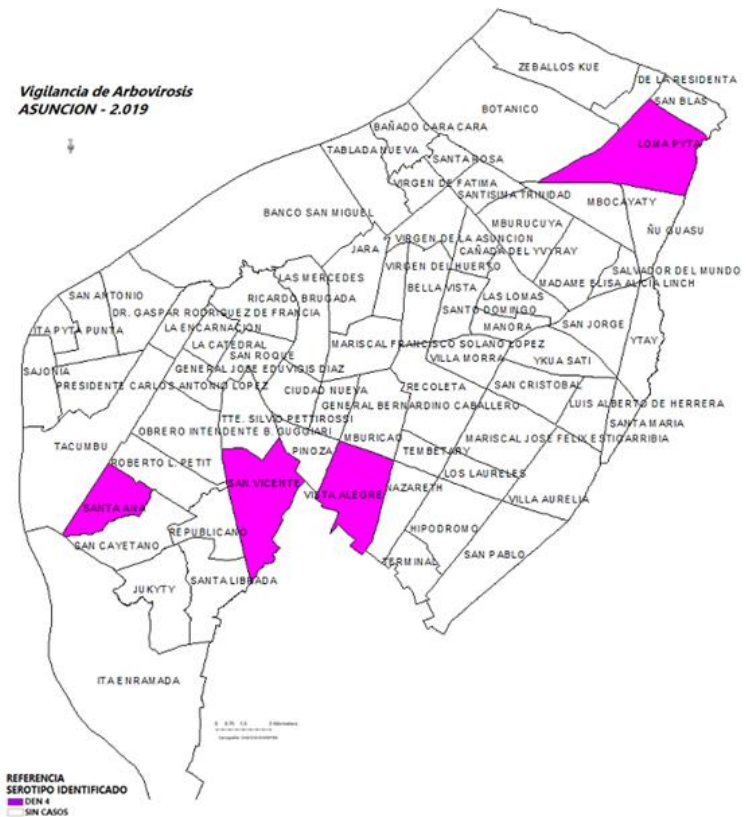 Vigilancia de Arbovirosis
ASUNCION - 2.019
ZEBALLOS KUE
DE LA RESIDENTA
SAN BLAS
BOTANICO
BAÑADO CARA CARA
LOMA PYTA
TABLADA NUEVA
SANTA ROSA
VIRGEN DE FATIMA
SANTISIMA TRINIDAD
MBOCAYATY
BANCO SAN MIGUEL
MBURUCUYA
ÑU GUASU
VIRGEN DE LA ASUNCION
JARA
CAÑADA DEL YVYRAY
VIRGEN DEL HUERTO
SALVADOR DEL MUNDO
LAS MERCEDES
MADAME ELISA ALICIA LINCH
BELLA VISTA
SAN ANTONIO
RICARDO BRUGADA
LAS LOMAS
DR. GASPAR RODRIGUEZ DE FRANCIA
SANTO DOMINGO
ITA PYTA PUNTA
LA ENCARNACION
MANORA
SAN JORGE
LA CATEDRAL
MARISCAL FRANCISCO SOLANO LOPEZ
YTAY
SAN ROQUE
VILLA MORRA
YKUA SATI
SAJONIA
GENERAL JOSE EDUVIGIS DIAZ
PRESIDENTE CARLOS ANTONIO LOPEZ
CIUDAD NUEVA
RECOLETA
SAN CRISTOBAL
GENERAL BERNARDINO CABALLERO
LUIS ALBERTO DE HERRERA
TTE. SILVIO PETTIROSSI
SANTA MARIA
OBRERO INTENDENTE B. GUGGIARI
MBURICAO
MARISCAL JOSE FELIX ESTIGARRIBIA
TACUMBU
PINOZA
TEMBETARY
ROBERTO L. PETIT
LOS LAURELES
SAN VICENTE
NAZARETH
VISTA ALEGRE
VILLA AURELIA
SANTA ANA
HIPODROMO
REPUBLICANO
SAN CAYETANO
SAN PABLO
TERMINAL
SANTA LIBRADA
JUKYTY
ITA ENRAMADA
REFERENCIA
SEROTIPO IDENTIFICADO
DEN 4
SIN CASOS